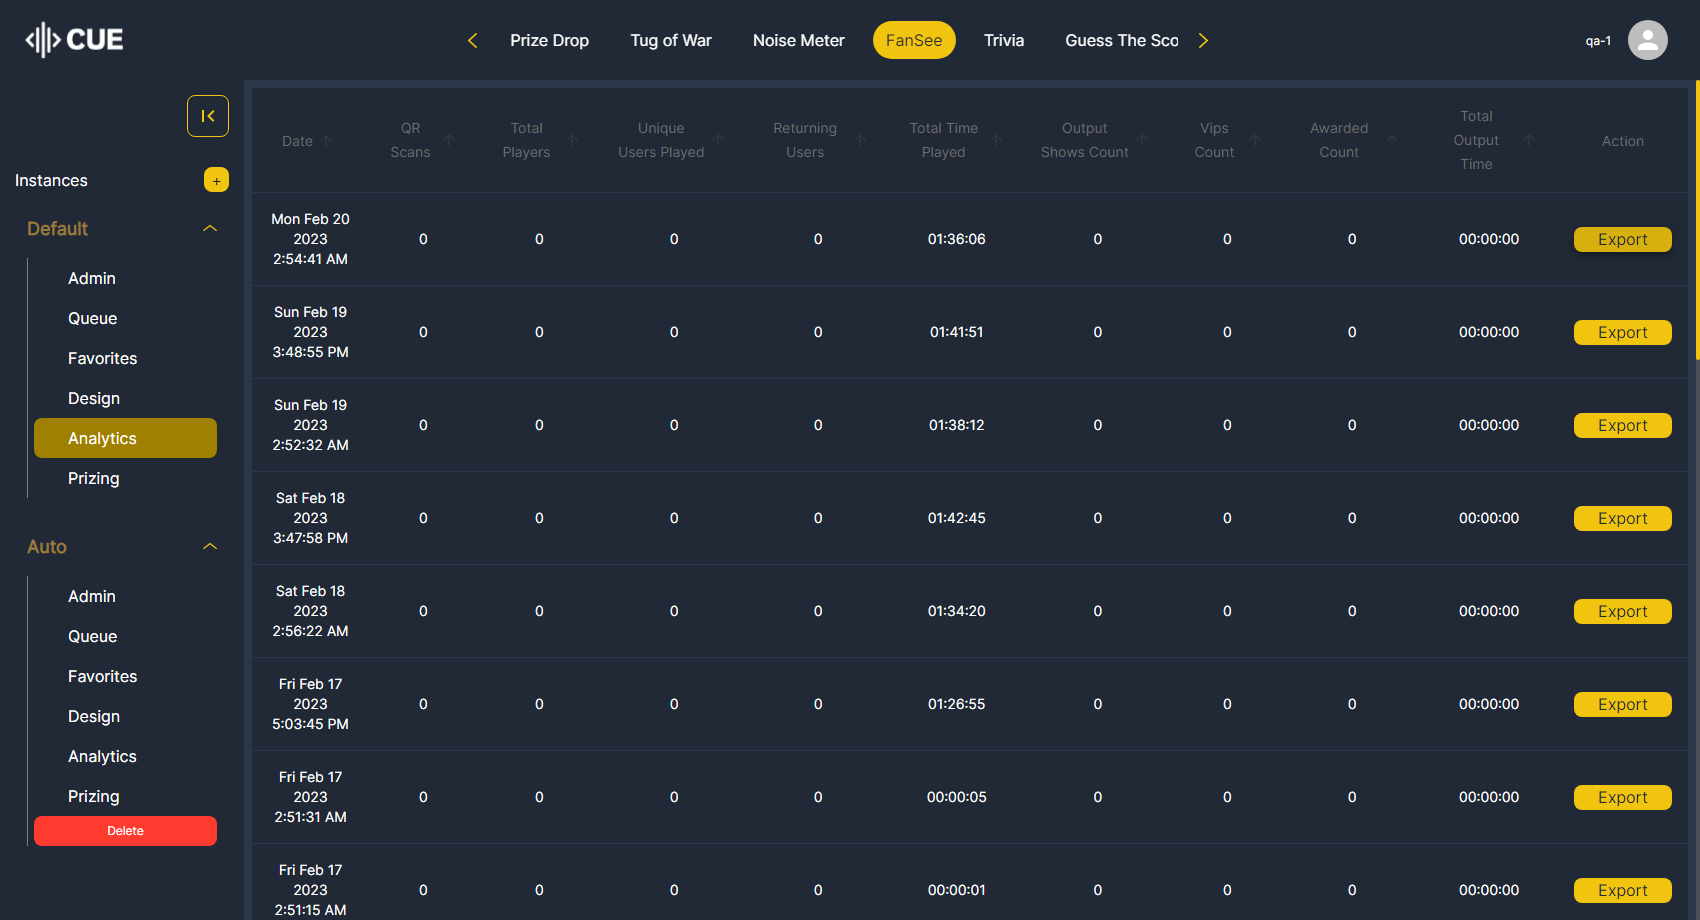 CUE
Prize Drop
Tug of War
Noise Meter
FanSee
Trivia
Guess The Sco
qa-1
Instances
+
Default
Admin
Queue
Favorites
Design
Analytics
Prizing
Auto
Admin
Queue
Favorites
Design
Analytics
Prizing
Delete
Date
QR
Scans
Total
Players
Unique
Users Played
Returning
Users
Total Time
Played
Output
Shows Count
Vips
Count
Awarded
Count
Total
Output
Time
Action
Mon Feb 20
2023
2:54:41 AM
0
0
0
0
01:36:06
0
0
0
00:00:00
Export
Sun Feb 19
2023
3:48:55 PM
0
0
0
0
01:41:51
0
0
0
00:00:00
Export
Sun Feb 19
2023
2:52:32 AM
0
0
0
0
01:38:12
0
0
0
00:00:00
Export
Sat Feb 18
2023
3:47:58 PM
0
0
0
0
01:42:45
0
0
0
00:00:00
Export
Sat Feb 18
2023
2:56:22 AM
0
0
0
0
01:34:20
0
0
0
00:00:00
Export
Fri Feb 17
2023
5:03:45 PM
0
0
0
0
01:26:55
0
0
0
00:00:00
Export
Fri Feb 17
2023
2:51:31 AM
0
0
0
0
00:00:05
0
0
0
00:00:00
Export
Fri Feb 17
2023
2:51:15 AM
0
0
0
0
00:00:01
0
0
0
00:00:00
Export